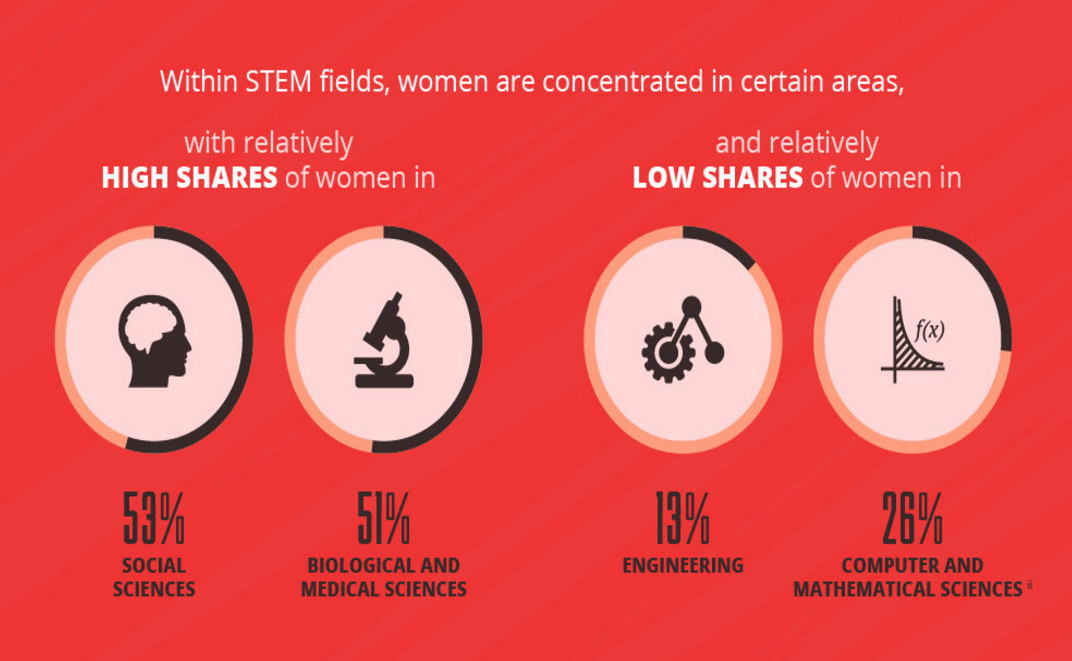 Within STEM fields, women are concentrated in certain areas,
with relatively
HIGH SHARES of women in
and relatively
LOW SHARES of women in
f(x)
53%
SOCIAL
SCIENCES
51%
BIOLOGICAL AND
MEDICAL SCIENCES
13%
ENGINEERING
26%
COMPUTER AND
MATHEMATICAL SCIENCES ii